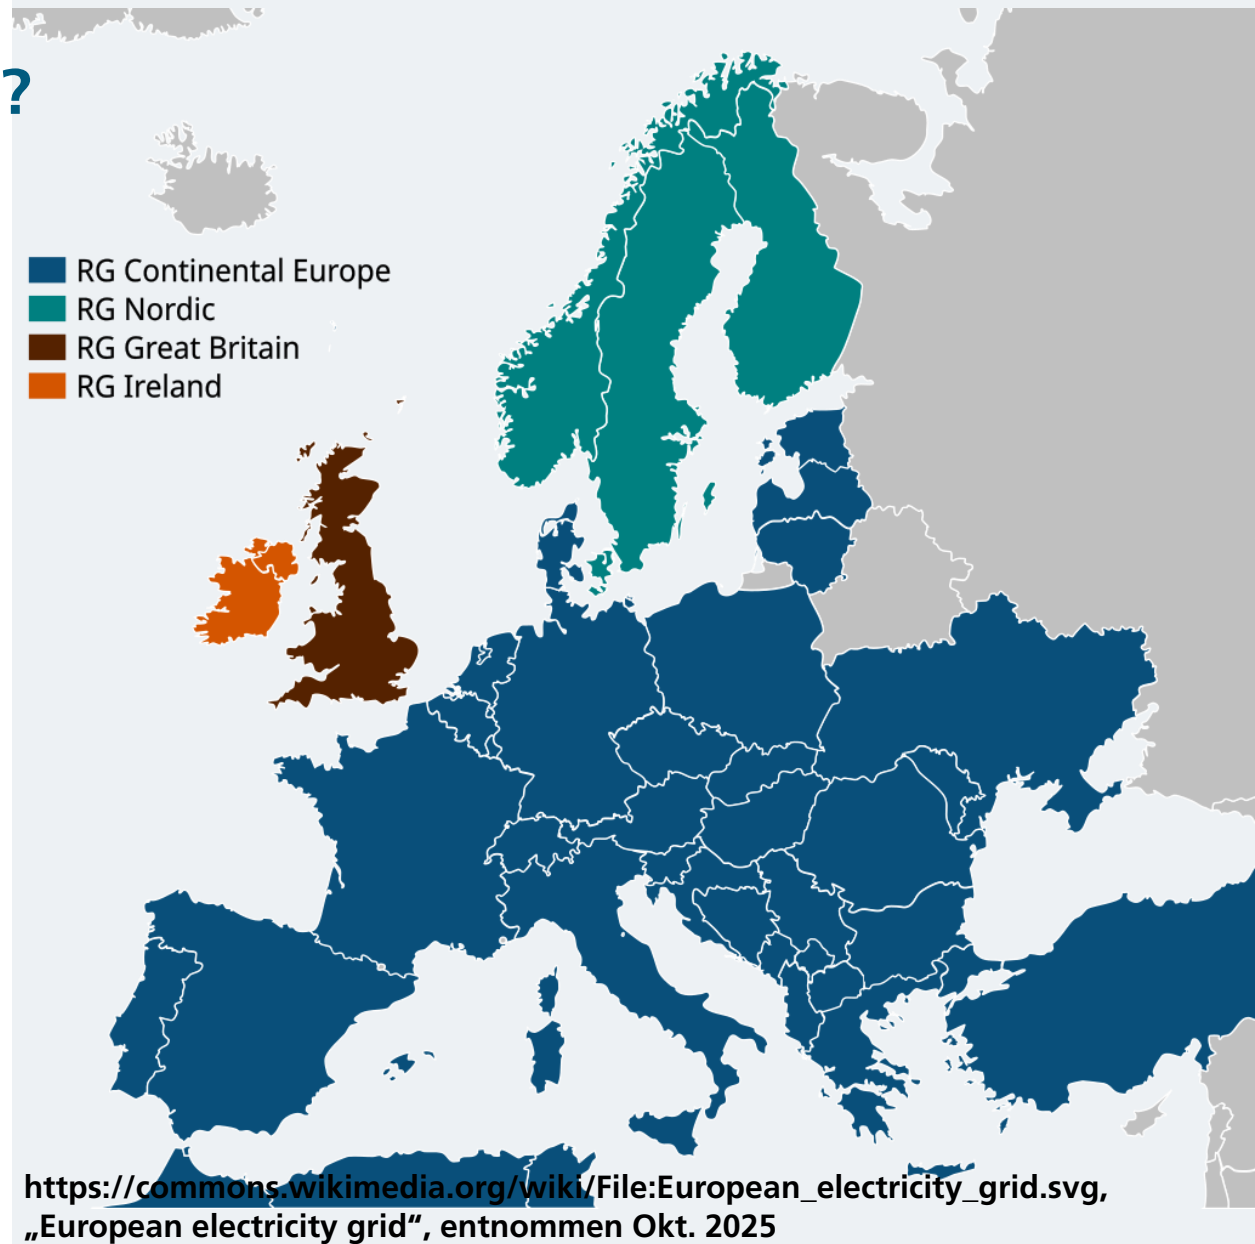 ?
RG Continental Europe
RG Nordic
RG Great Britain
RG Ireland
https://commons.wikimedia.org/wiki/File:European_electricity_grid.svg,
„European electricity grid“, entnommen Okt. 2025